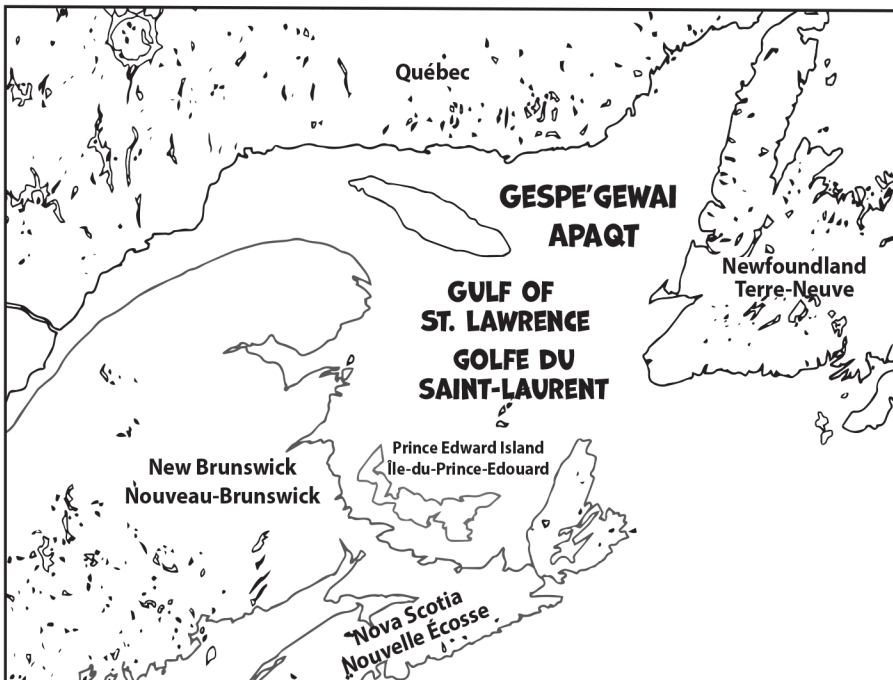 Québec
GESPE'GEWAI
APAQT
Newfoundland
Terre-Neuve
GULF OF
ST. LAWRENCE
GOLFE DU
SAINT-LAURENT
Prince Edward Island
Île-du-Prince-Edouard
New Brunswick
Nouveau-Brunswick
Nova Scotia
Nouvelle Écosse